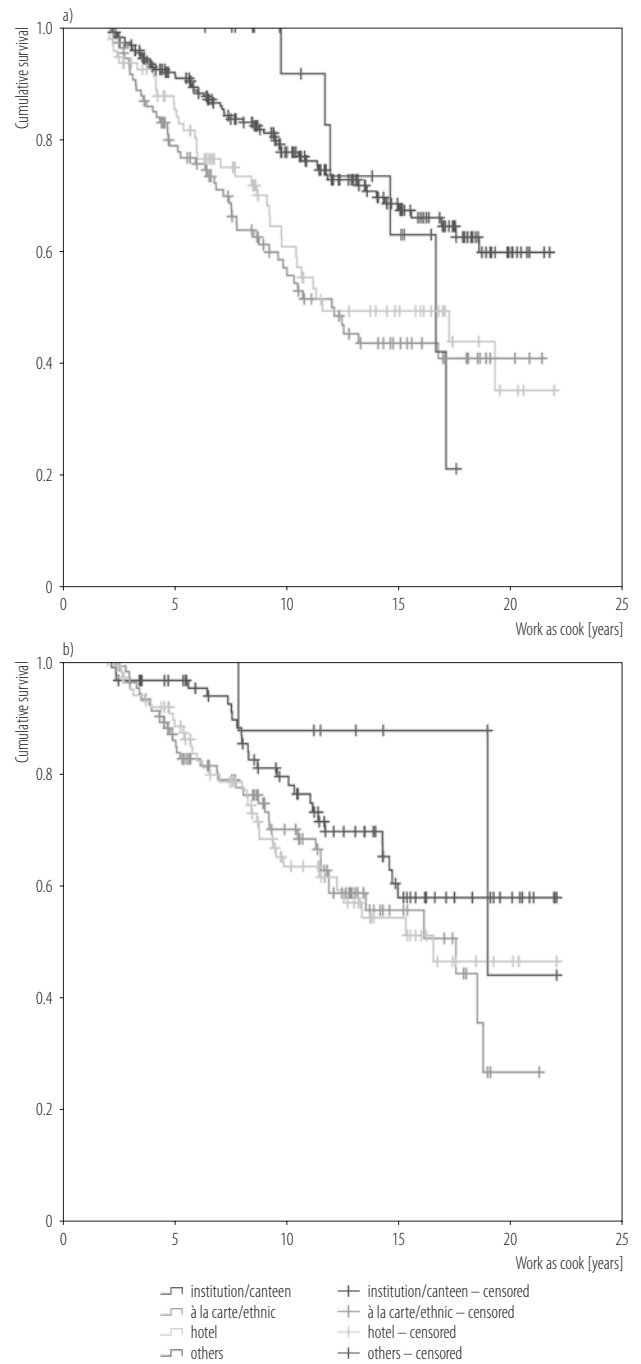 a)
Cumulative survival
1.0
0.8
0.6
0.4
0.2
0
0 5 10 15 20 25
Work as cook [years]
b)
Cumulative survival
1.0
0.8
0.6
0.4
0.2
0
0 5 10 15 20 25
Work as cook [years]
institution/canteen institution/canteen – censored
à la carte/ethnic à la carte/ethnic – censored
hotel hotel – censored
others others – censored